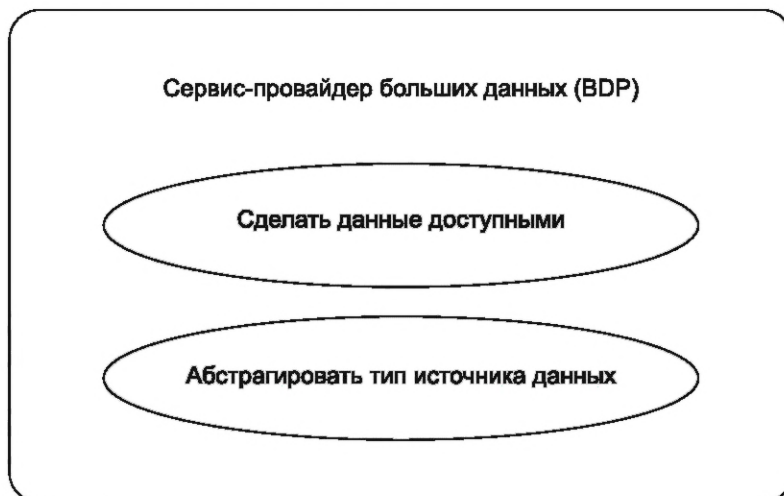 Сервис-провайдер больших данных (BDP)
Сделать данные доступными
Абстрагировать тип источника данных